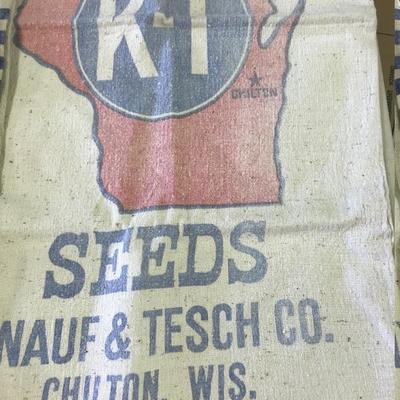 K-T
CHILTON
SEEDS
NAUF & TESCH CO.
CHILTON, WIS.